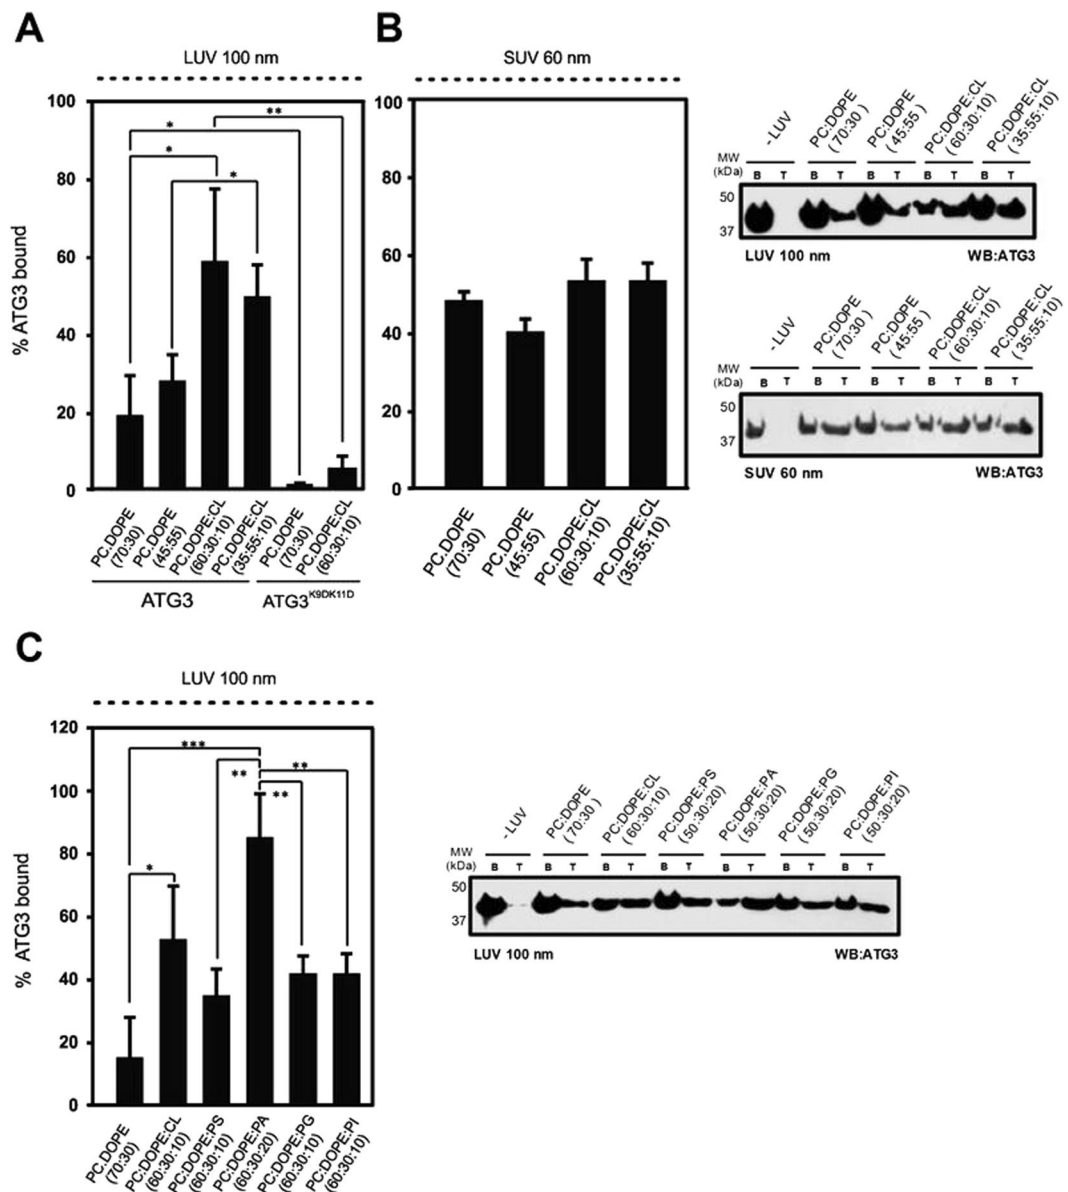 A
LUV 100 nm
100
80
60
40
20
0
% ATG3 bound
*
*
*
**
PC:DOPE
(70:30)
PC:DOPE
(45:55)
PC:DOPE:CL
(60:30:10)
PC:DOPE:CL
(35:55:10)
PC:DOPE
(70:30)
PC:DOPE:CL
(60:30:10)
ATG3
ATG3K9DK11D
B
SUV 60 nm
100
80
60
40
20
0
PC:DOPE
(70:30)
PC:DOPE
(45:55)
PC:DOPE:CL
(60:30:10)
PC:DOPE:CL
(35:55:10)
- LUV
PC:DOPE
(70:30 )
PC:DOPE
(45:55 )
PC:DOPE:CL
(60:30:10)
PC:DOPE:CL
(35:55:10)
MW
(kDa)
B T B T B T B T B T
50
37
LUV 100 nm
WB:ATG3
- LUV
PC:DOPE
(70:30 )
PC:DOPE
(45:55 )
PC:DOPE:CL
(60:30:10)
PC:DOPE:CL
(35:55:10)
MW
(kDa)
B T B T B T B T B T
50
37
SUV 60 nm
WB:ATG3
C
LUV 100 nm
120
100
80
60
40
20
0
% ATG3 bound
***
**
**
**
*
PC:DOPE
(70:30)
PC:DOPE:CL
(60:30:10)
PC:DOPE:PS
(60:30:10)
PC:DOPE:PA
(60:30:20)
PC:DOPE:PG
(60:30:10)
PC:DOPE:PI
(60:30:10)
- LUV
PC:DOPE
(70:30 )
PC:DOPE:CL
(60:30:10)
PC:DOPE:PS
(50:30:20)
PC:DOPE:PA
(50:30:20)
PC:DOPE:PG
(50:30:20)
PC:DOPE:PI
(50:30:20)
MW
(kDa)
B T B T B T B T B T B T B T
50
37
LUV 100 nm
WB:ATG3